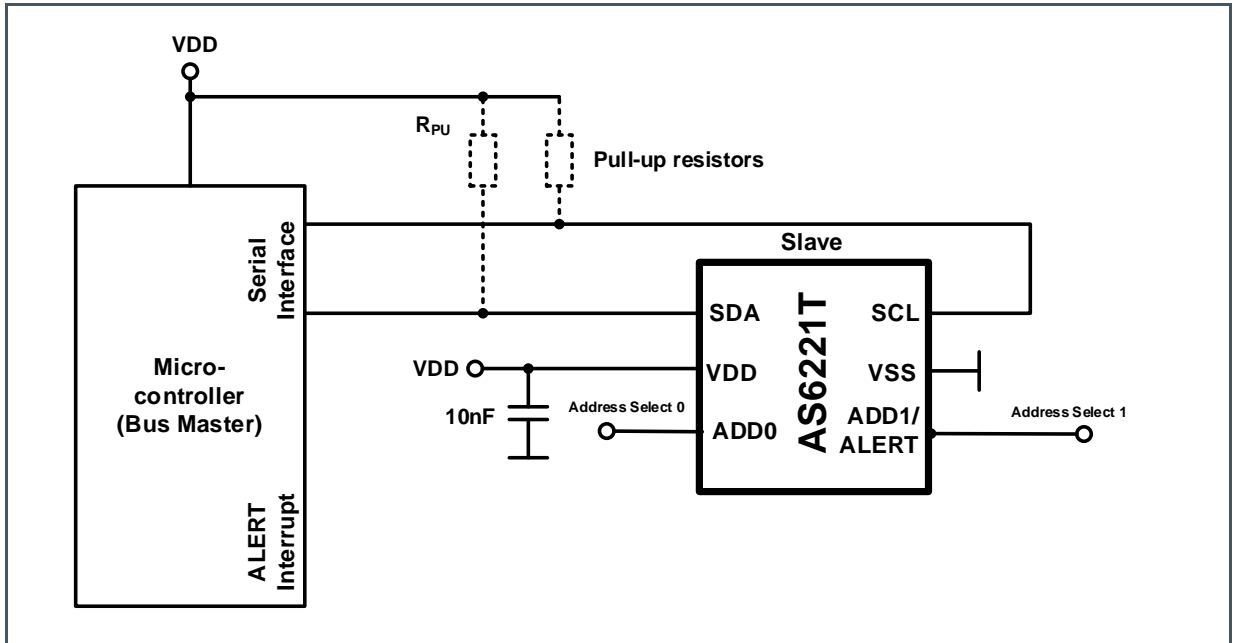 VDD
RPU
Pull-up resistors
Serial
Interface
Slave
SDA
SCL
Micro-
controller
(Bus Master)
VDD
VDD
VSS
AS6221T
10nF
Address Select 0
ADD0
ADD1/
ALERT
Address Select 1
ALERT
Interrupt